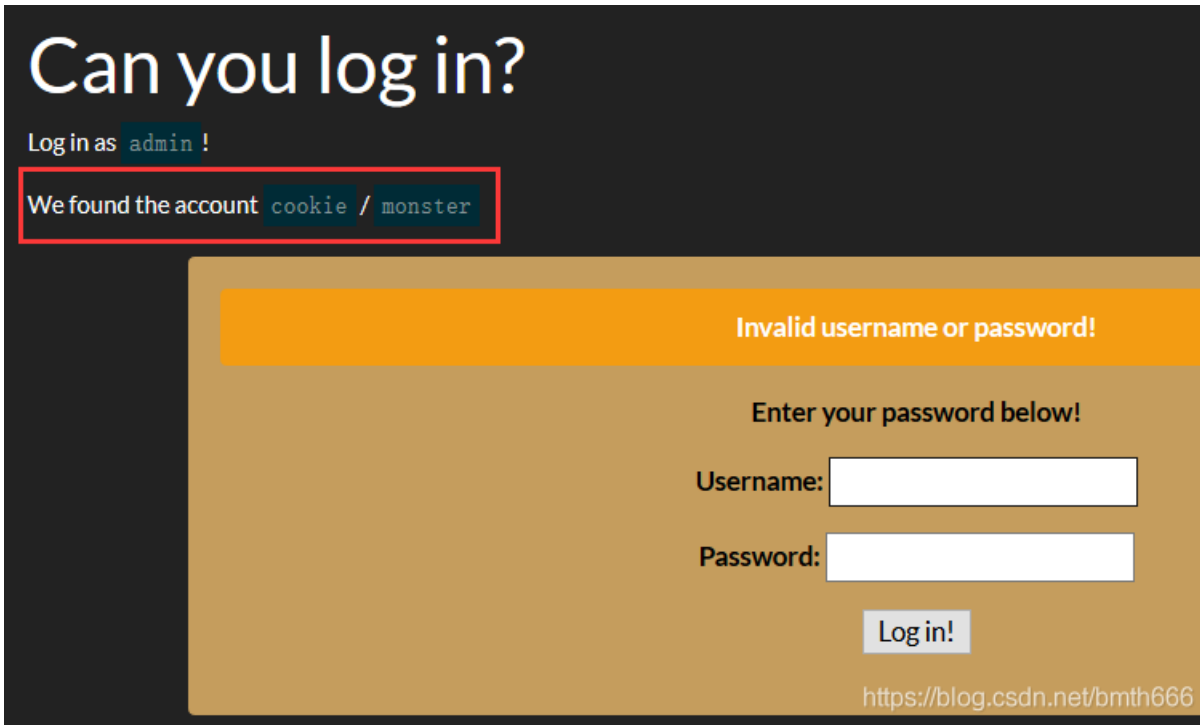 Can you log in?
Log in as admin !
We found the account cookie / monster
Invalid username or password!
Enter your password below!
Username:
Password:
Log in!
https://blog.csdn.net/bmth666